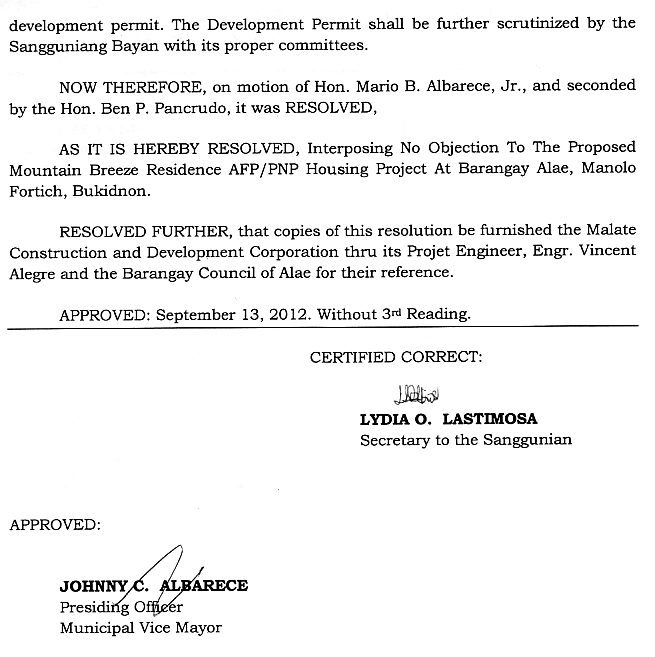 development permit. The Development Permit shall be further scrutinized by the
Sangguniang Bayan with its proper committees.
NOW THEREFORE, on motion of Hon. Mario B. Albarece, Jr., and seconded
by the Hon. Ben P. Pancrudo, it was RESOLVED,
AS IT IS HEREBY RESOLVED, Interposing No Objection To The Proposed
Mountain Breeze Residence AFP/PNP Housing Project At Barangay Alae, Manolo
Fortich, Bukidnon.
RESOLVED FURTHER, that copies of this resolution be furnished the Malate
Construction and Development Corporation thru its Projet Engineer, Engr. Vincent
Alegre and the Barangay Council of Alae for their reference.
APPROVED: September 13, 2012. Without 3rd Reading.
CERTIFIED CORRECT:
LYDIA O. LASTIMOSA
Secretary to the Sanggunian
APPROVED:
JOHNNY C. ALBARECE
Presiding Officer
Municipal Vice Mayor